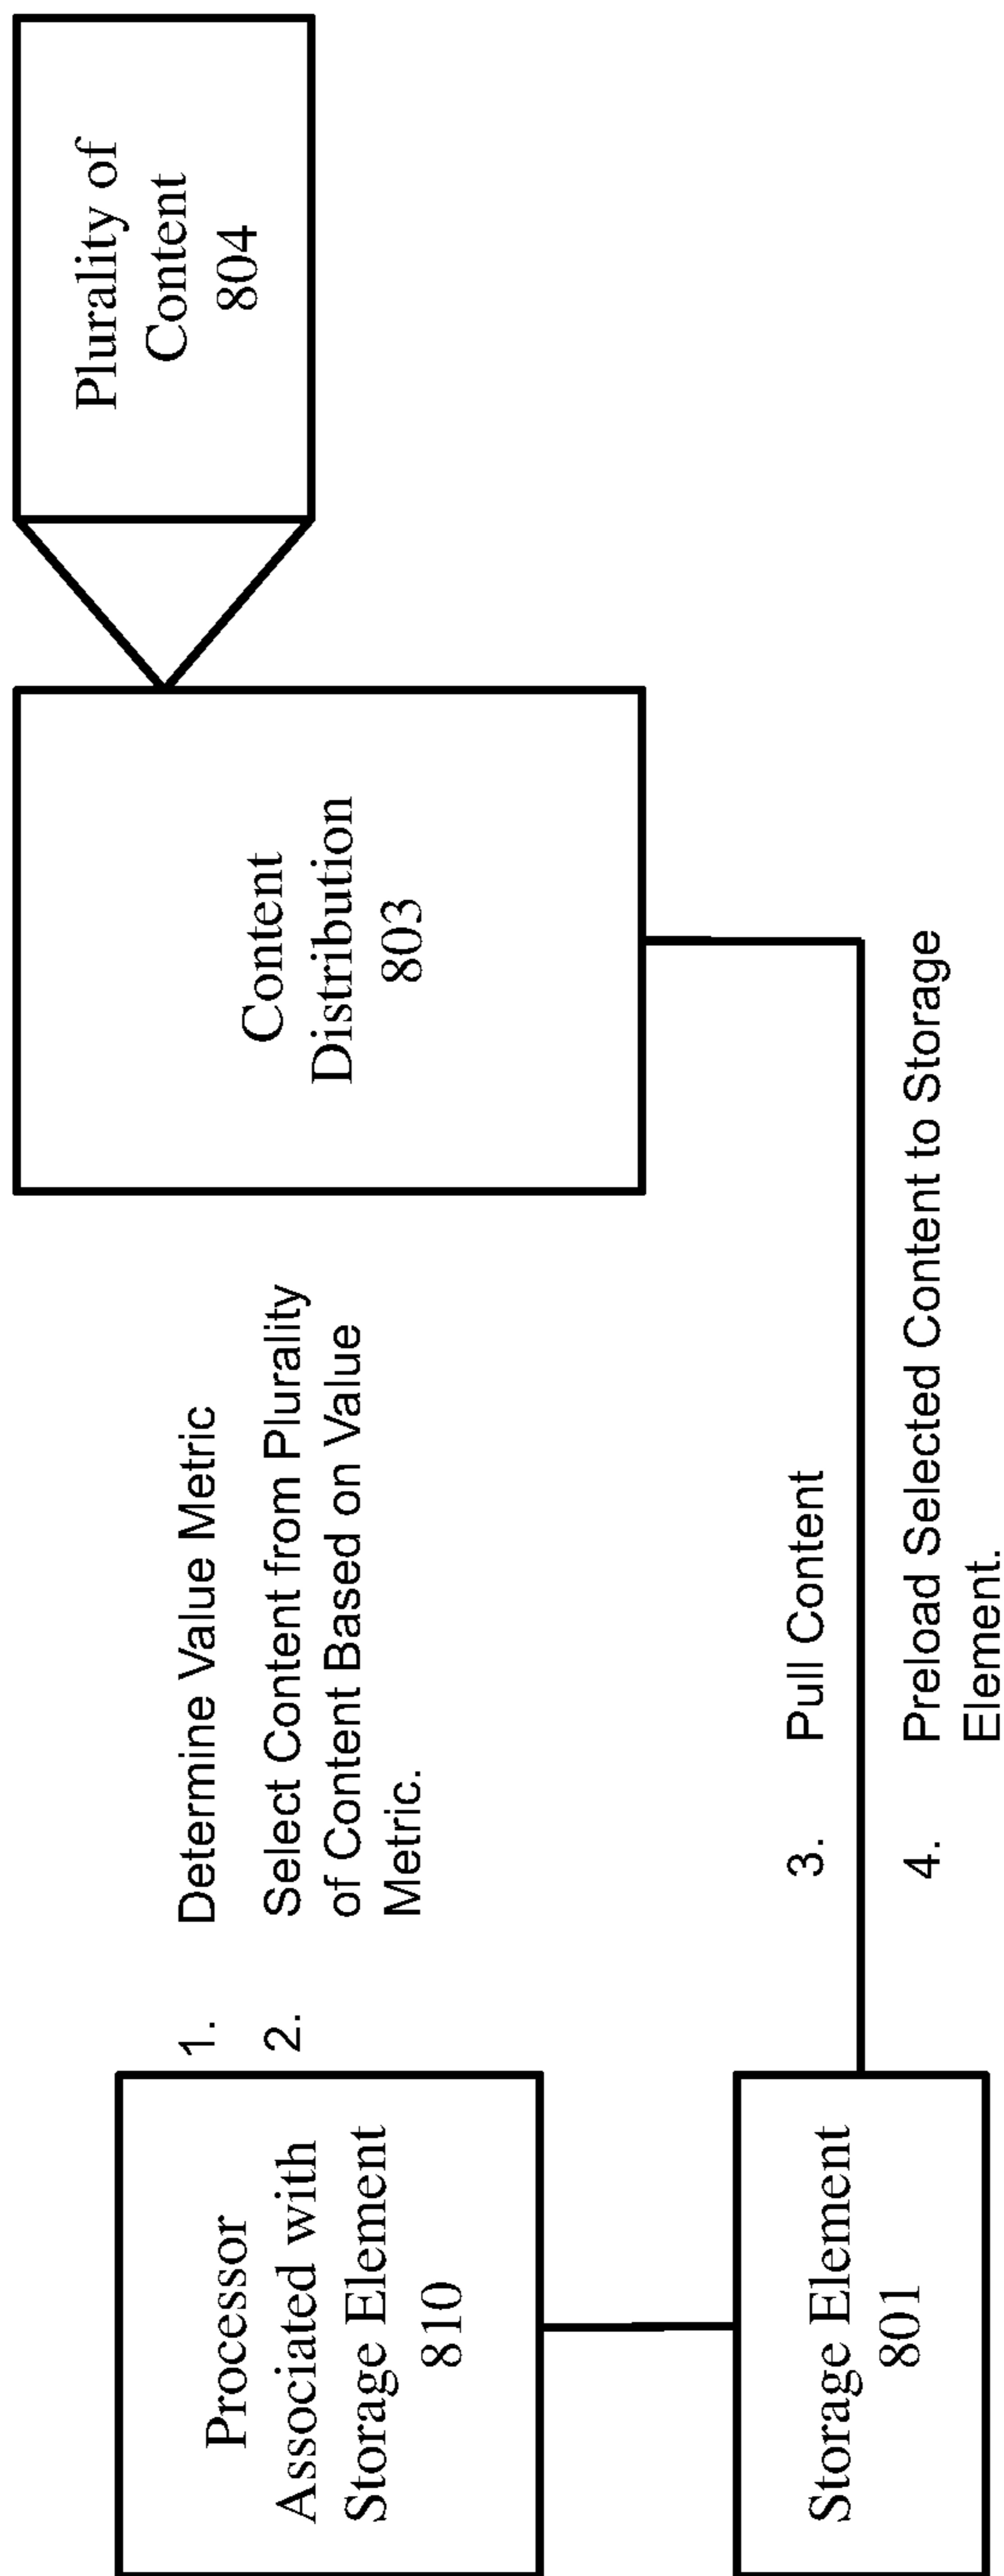 Processor
Associated with
Storage Element
810
1. Determine Value Metric
2. Select Content from Plurality
of Content Based on Value
Metric.
Content
Distribution
803
Plurality of
Content
804
Storage Element
801
3. Pull Content
4. Preload Selected Content to Storage
Element.